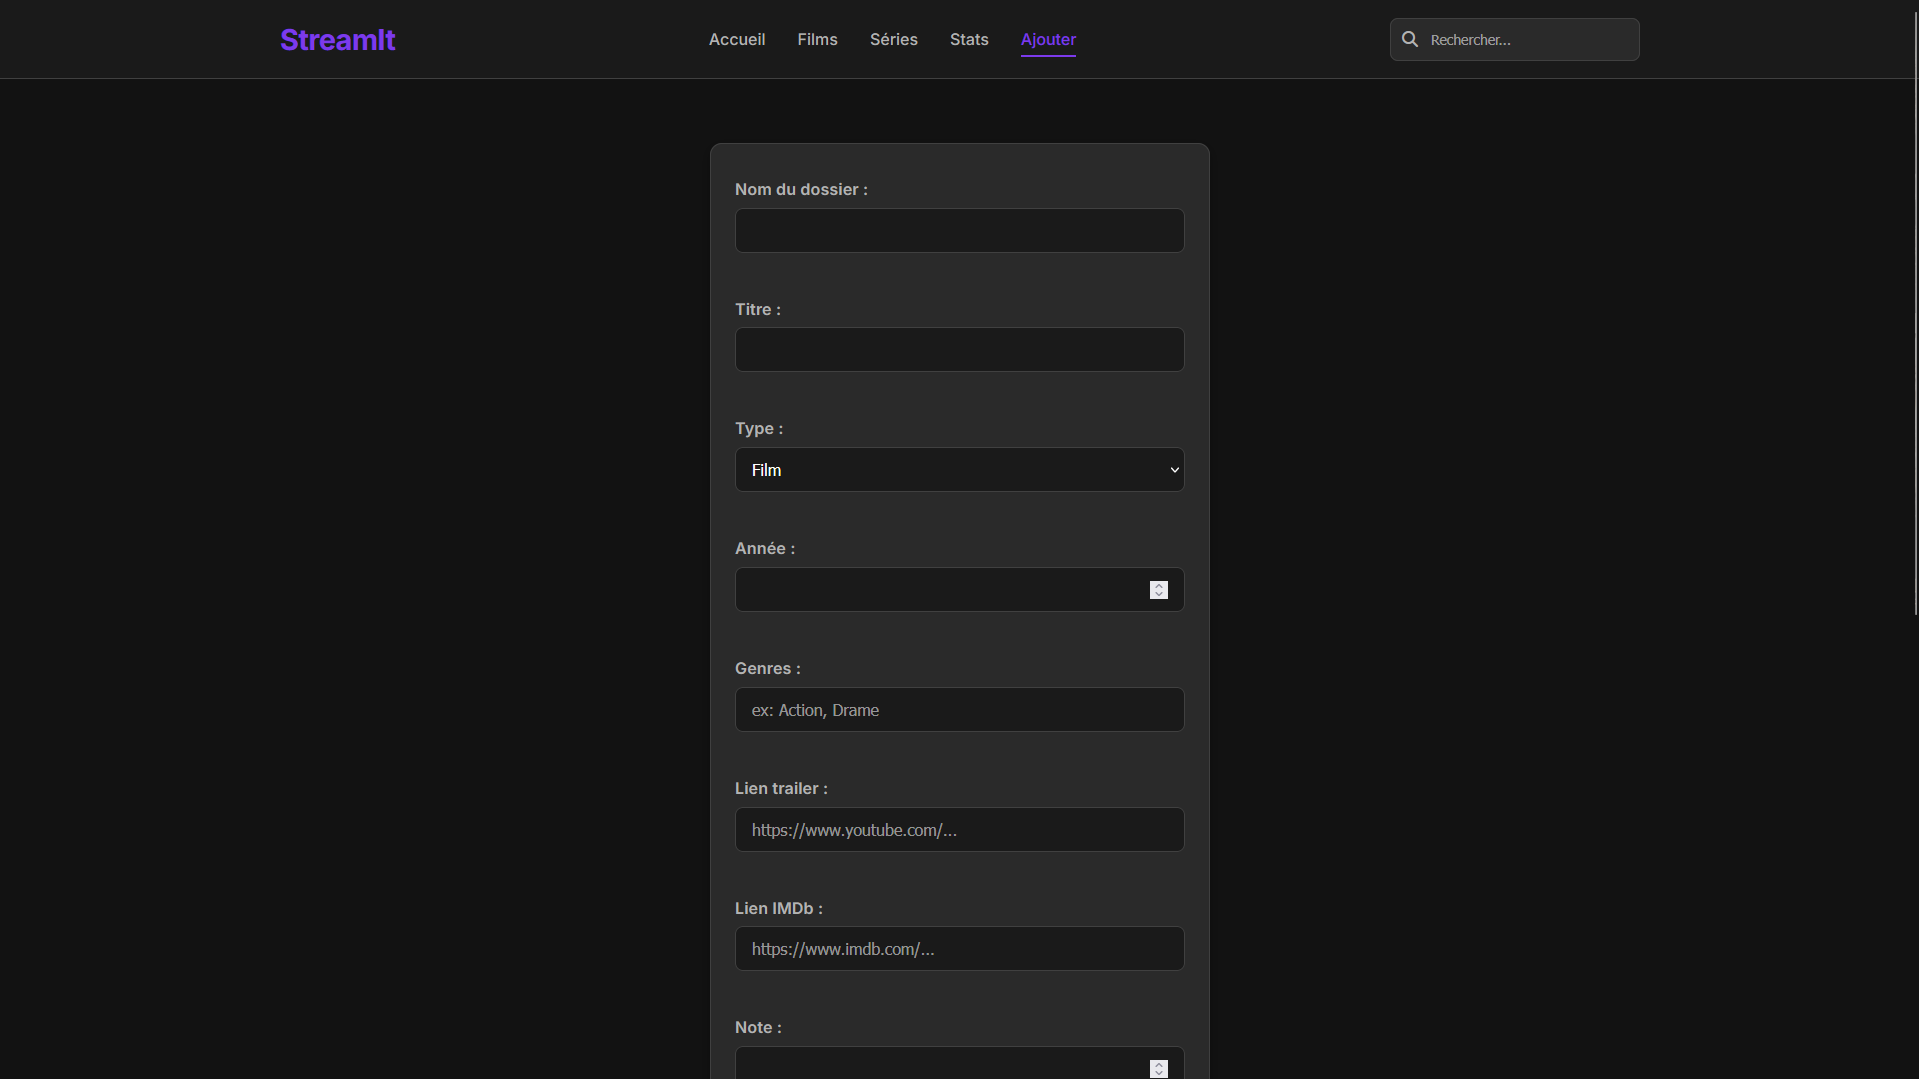 StreamIt
Accueil Films Séries Stats Ajouter
Rechercher...
Nom du dossier :
Titre :
Type :
Film
Année :
Genres :
ex: Action, Drame
Lien trailer :
https://www.youtube.com/...
Lien IMDb :
https://www.imdb.com/...
Note :